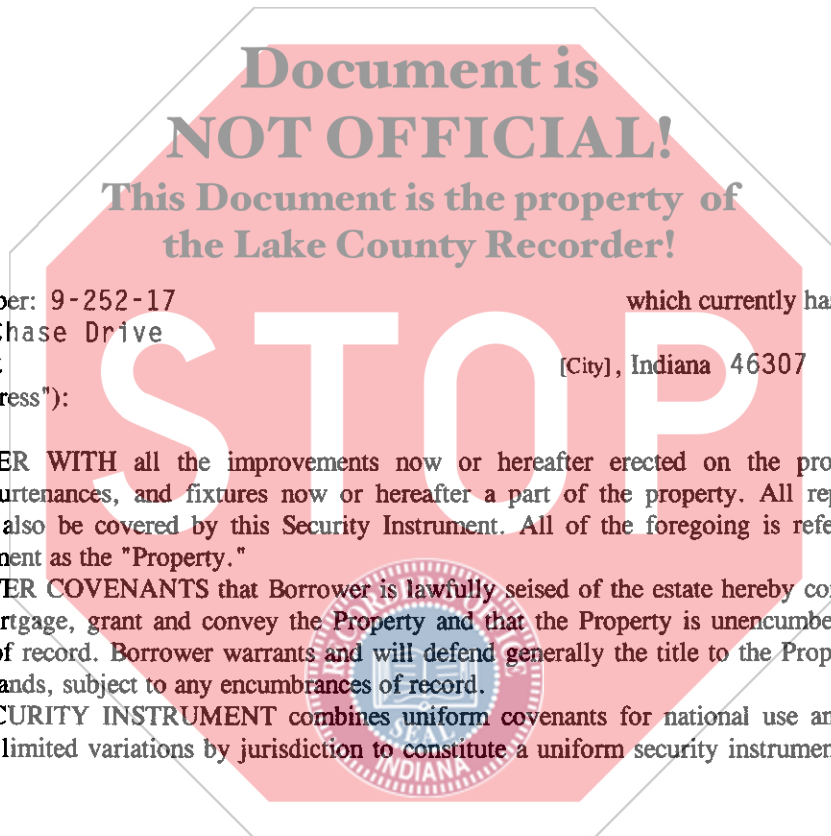 Document is
NOT OFFICIAL!
This Document is the property of
the Lake County Recorder!
ber: 9-252-17 which currently ha
Chase Drive
[City], Indiana 46307
ress"):
STOP
ER WITH all the improvements now or hereafter erected on the pro
urtenances, and fixtures now or hereafter a part of the property. All rep
also be covered by this Security Instrument. All of the foregoing is refe
ment as the "Property."
ER COVENANTS that Borrower is lawfully seised of the estate hereby co
rtgage, grant and convey the Property and that the Property is unencumbe
of record. Borrower warrants and will defend generally the title to the Prop
ands, subject to any encumbrances of record.
CURITY INSTRUMENT combines uniform covenants for national use an
limited variations by jurisdiction to constitute a uniform security instrumen
SEAL
INDIANA